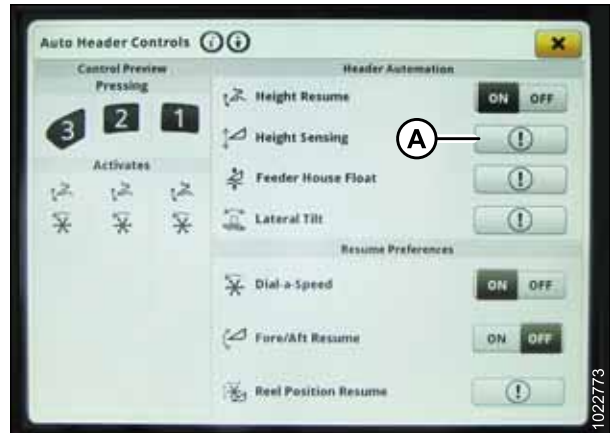 Auto Header Controls
Control Preview
Pressing
3 2 1
Activates
Header Automation
Height Resume ON OFF
Height Sensing
A
Feeder House Float
Lateral Tilt
Resume Preferences
Dial-a-Speed ON OFF
Fore/Aft Resume ON OFF
Reel Position Resume
1022773